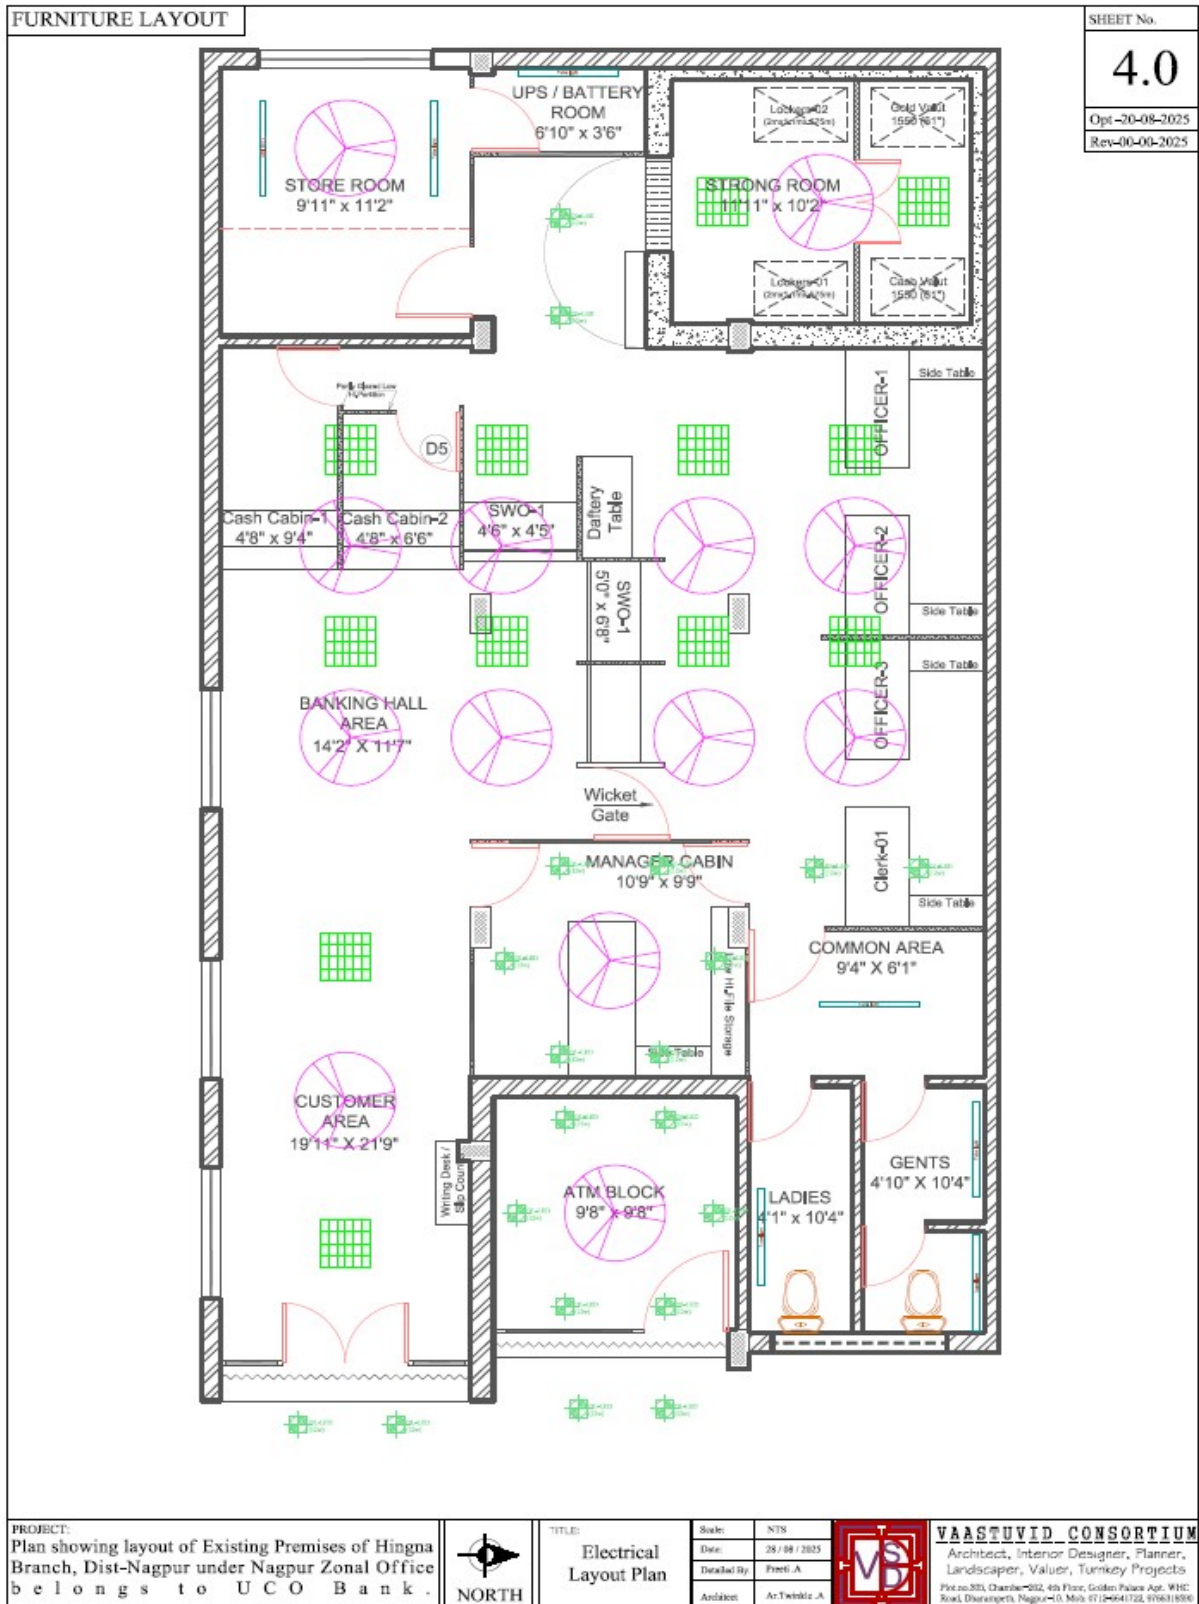 FURNITURE LAYOUT
SHEET No.
4.0
Opt-20-08-2025
Rev-00-00-2025
UPS / BATTERY
ROOM
6'10" x 3'6"
STORE ROOM
9'11" x 11'2"
Lockers-02
Gold Valut
1550 (61")
STRONG ROOM
11'11" x 10'2"
Lockers-01
Cash Valut
1550 (61")
Side Table
OFFICER-1
D5
Cash Cabin-1
4'8" x 9'4"
Cash Cabin-2
4'8" x 6'6"
SWO-1
4'6" x 4'5"
Daftery
Table
OFFICER-2
SWO-1
5'0" x 6'8"
Side Table
Side Table
OFFICER-3
BANKING HALL
AREA
14'2" X 11'7"
Wicket
Gate
MANAGER CABIN
10'9" x 9'9"
Clerk-01
Side Table
COMMON AREA
9'4" X 6'1"
Ht.File Storage
Side Table
CUSTOMER
AREA
19'11" X 21'9"
Writing Desk /
ATM BLOCK
9'8" x 9'8"
LADIES
4'1" x 10'4"
GENTS
4'10" X 10'4"
PROJECT:
Plan showing layout of Existing Premises of Hingna
Branch, Dist-Nagpur under Nagpur Zonal Office
belongs to UCO Bank.
NORTH
TITLE:
Electrical
Layout Plan
Scale: NTS
Date: 28 / 08 / 2025
Detailed By: Preeti .A
Architect Ar.Twinkle .A
VSD
VAASTUVID CONSORTIUM
Architect, Interior Designer, Planner,
Landscaper, Valuer, Turnkey Projects